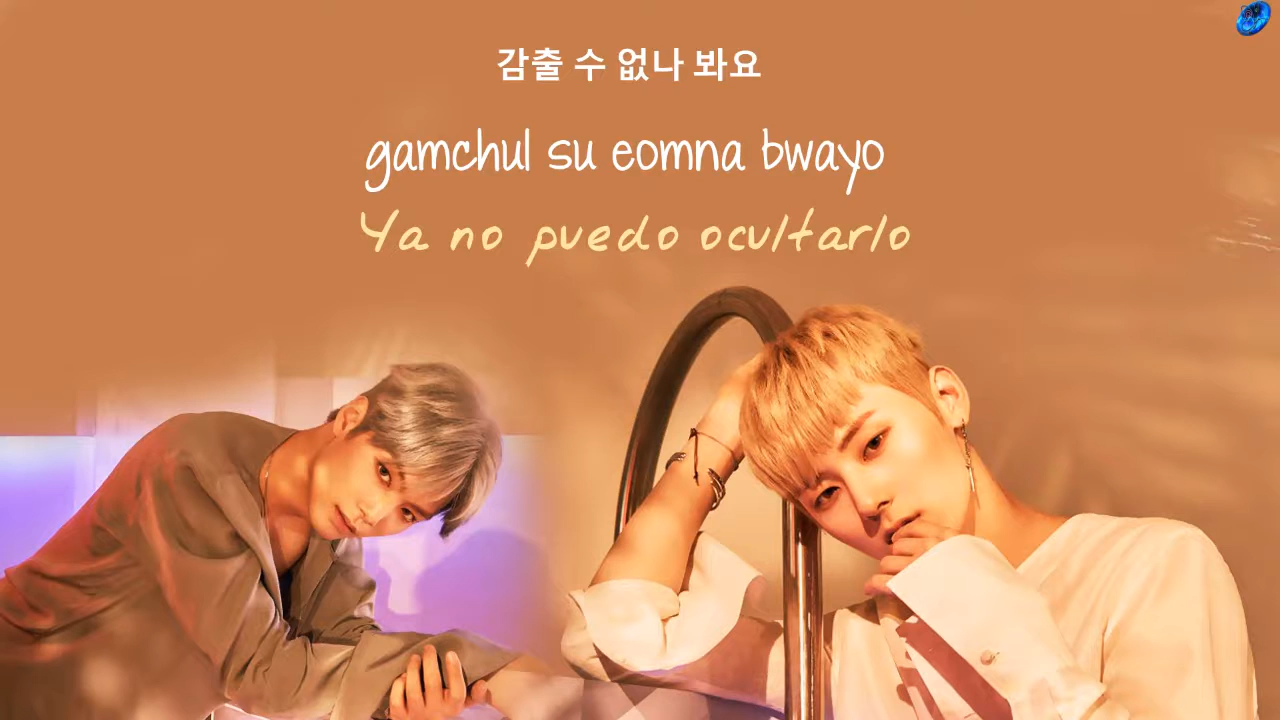 감출 수 없나 봐요
gamchul su eomna bwayo
Ya no puedo ocultarlo